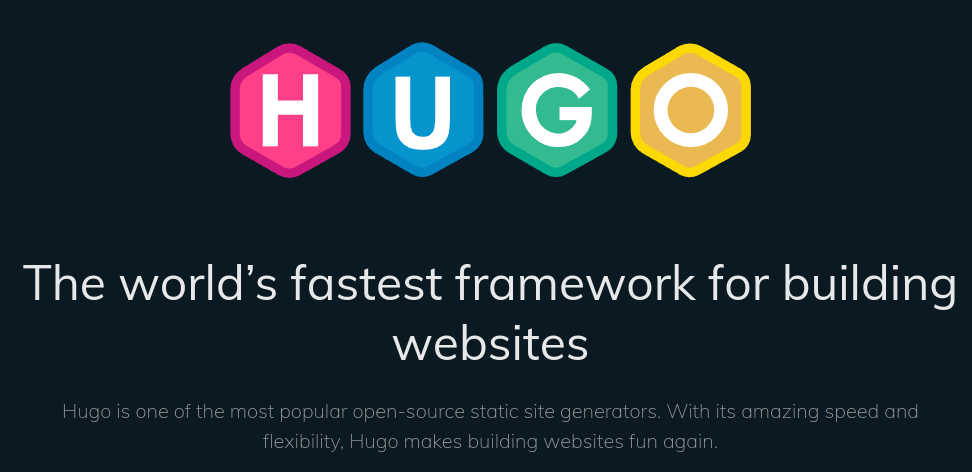 HUGO
The world’s fastest framework for building
websites
Hugo is one of the most popular open-source static site generators. With its amazing speed and
flexibility, Hugo makes building websites fun again.